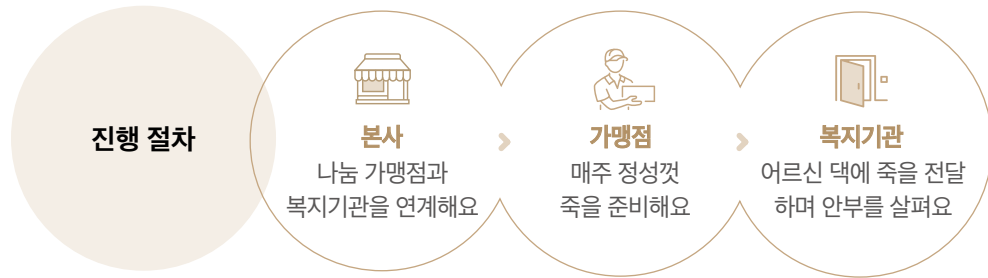 진행 절차
본사
나눔 가맹점과
복지기관을 연계해요
가맹점
매주 정성껏
죽을 준비해요
복지기관
어르신 댁에 죽을 전달
하며 안부를 살펴요